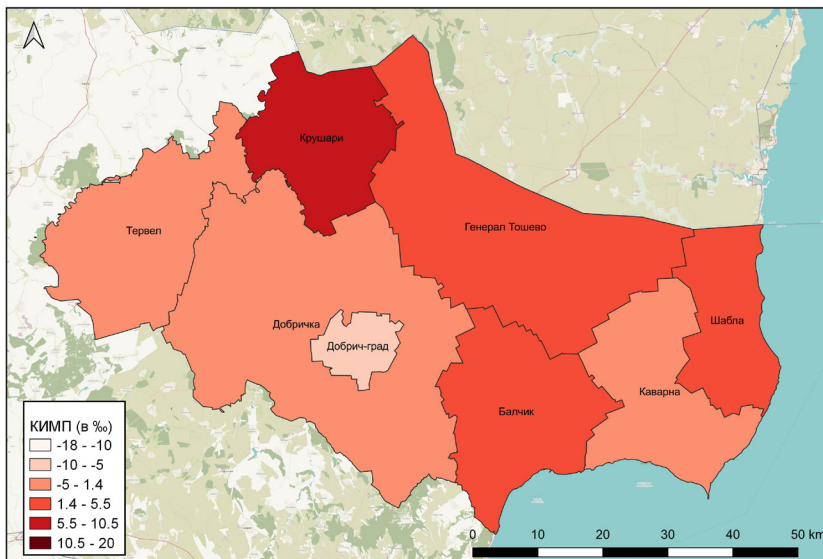 Крушари
Тервел
Генерал Тошево
Добричка
Добрич-град
Шабла
Балчик
Каварна
КИМП (в ‰)
-18 - -10
-10 - -5
-5 - 1.4
1.4 - 5.5
5.5 - 10.5
10.5 - 20
0 10 20 30 40 50 km